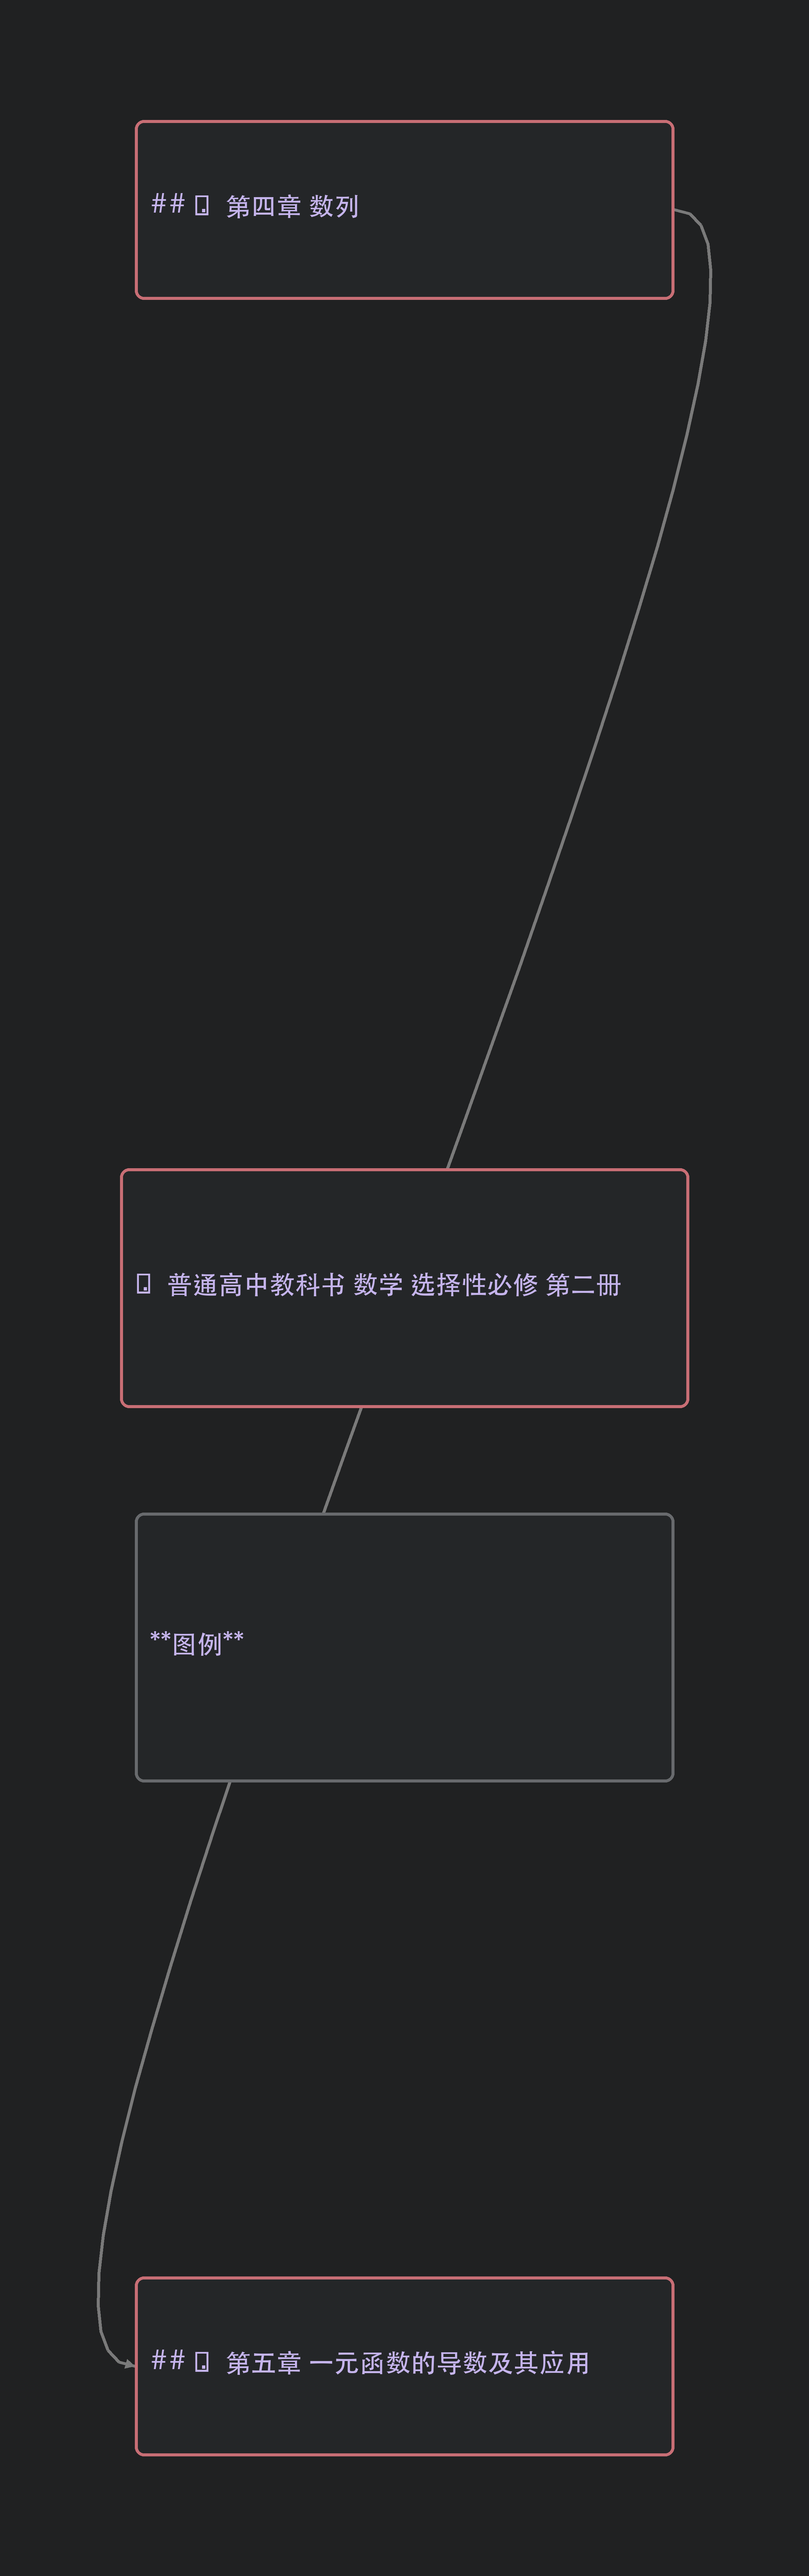 ## 第四章 数列
普通高中教科书 数学 选择性必修 第二册
**图例**
## 第五章 一元函数的导数及其应用